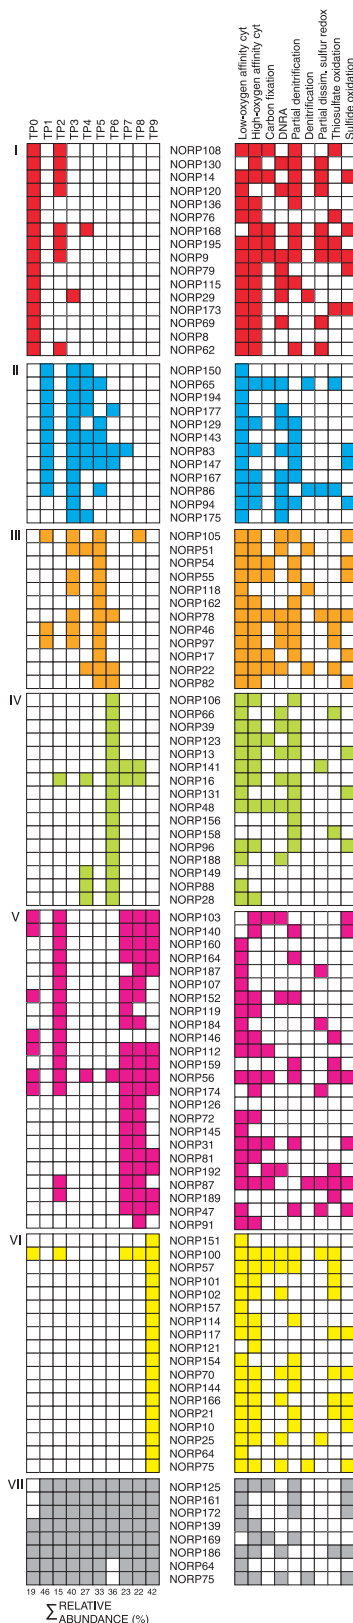 TP0 TP1 TP2 TP3 TP4 TP5 TP6 TP7 TP8 TP9
Low-oxygen affinity cyt
High-oxygen affinity cyt
Carbon fixation
DNRA
Partial denitrification
Denitrification
Partial dissim. sulfur redox
Thiosulfate oxidation
Sulfide oxidation
I
NORP108
NORP130
NORP14
NORP120
NORP136
NORP76
NORP168
NORP195
NORP9
NORP79
NORP115
NORP29
NORP173
NORP69
NORP8
NORP62
II
NORP150
NORP65
NORP194
NORP177
NORP129
NORP143
NORP83
NORP147
NORP167
NORP86
NORP94
NORP175
III
NORP105
NORP51
NORP54
NORP55
NORP118
NORP162
NORP78
NORP46
NORP97
NORP17
NORP22
NORP82
IV
NORP106
NORP66
NORP39
NORP123
NORP13
NORP141
NORP16
NORP131
NORP48
NORP156
NORP158
NORP96
NORP188
NORP149
NORP88
NORP28
V
NORP103
NORP140
NORP160
NORP164
NORP187
NORP107
NORP152
NORP119
NORP184
NORP146
NORP112
NORP159
NORP56
NORP174
NORP126
NORP72
NORP145
NORP31
NORP81
NORP192
NORP87
NORP189
NORP47
NORP91
VI
NORP151
NORP100
NORP57
NORP101
NORP102
NORP157
NORP114
NORP117
NORP121
NORP154
NORP70
NORP144
NORP166
NORP21
NORP10
NORP25
NORP64
NORP75
VII
NORP125
NORP161
NORP172
NORP139
NORP169
NORP186
NORP64
NORP75
19 46 15 40 27 33 36 23 22 42
∑ RELATIVE
ABUNDANCE (%)